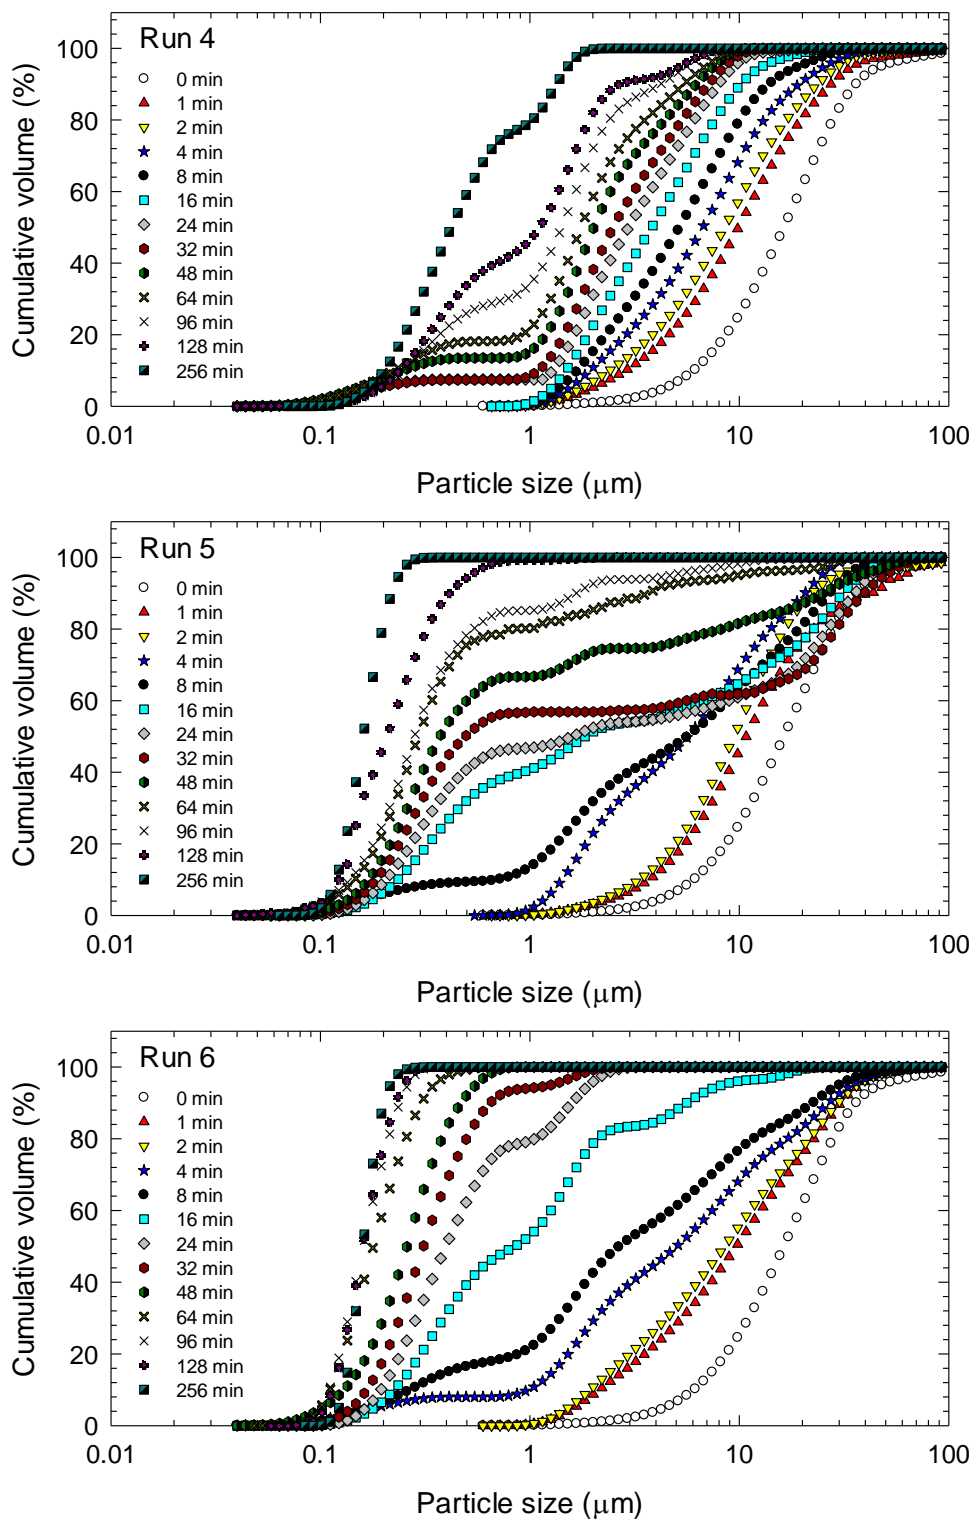 Run 4
100
80
60
40
20
0
Cumulative volume (%)
0 min
1 min
2 min
4 min
8 min
16 min
24 min
32 min
48 min
64 min
96 min
128 min
256 min
0.01 0.1 1 10 100
Particle size (μm)
Run 5
100
80
60
40
20
0
Cumulative volume (%)
0 min
1 min
2 min
4 min
8 min
16 min
24 min
32 min
48 min
64 min
96 min
128 min
256 min
0.01 0.1 1 10 100
Particle size (μm)
Run 6
100
80
60
40
20
0
Cumulative volume (%)
0 min
1 min
2 min
4 min
8 min
16 min
24 min
32 min
48 min
64 min
96 min
128 min
256 min
0.01 0.1 1 10 100
Particle size (μm)